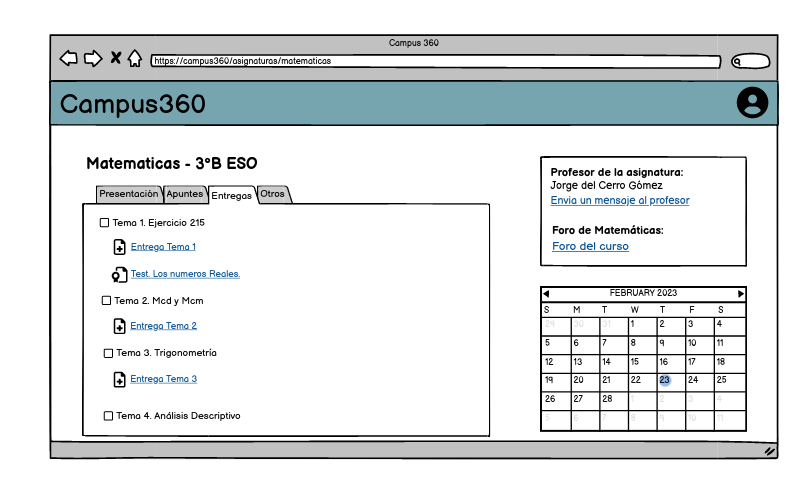 Campus 360
https://campus360/asignaturas/matematicas
Campus360
Matematicas - 3ºB ESO
Presentación Apuntes Entregas Otros
Tema 1. Ejercicio 215
Entrega Tema 1
Test. Los numeros Reales.
Tema 2. Mcd y Mcm
Entrega Tema 2
Tema 3. Trigonometría
Entrega Tema 3
Tema 4. Análisis Descriptivo
Profesor de la asignatura:
Jorge del Cerro Gómez
Envia un mensaje al profesor
Foro de Matemáticas:
Foro del curso
FEBRUARY 2023
S M T W T F S
29 30 31 1 2 3 4
5 6 7 8 9 10 11
12 13 14 15 16 17 18
19 20 21 22 23 24 25
26 27 28 1 2 3 4
5 6 7 8 9 10 11